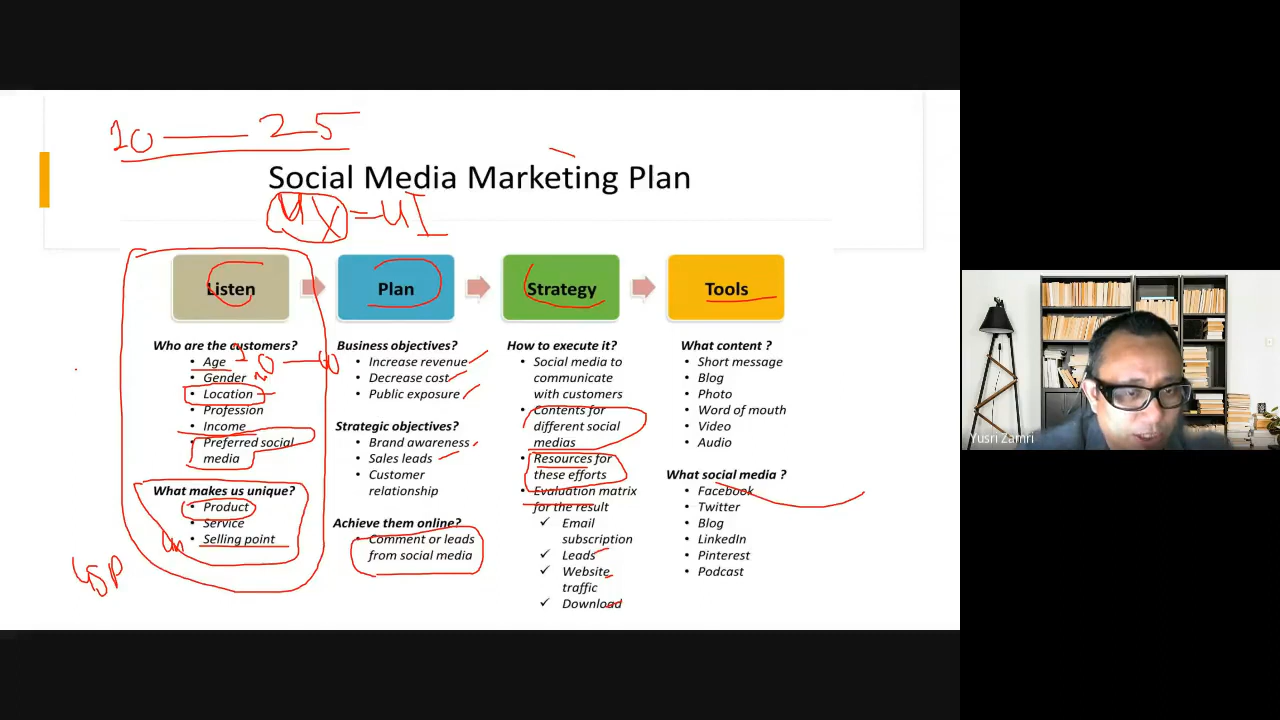 10 — 25
Social Media Marketing Plan
UX = UI
Listen
Plan
Strategy
Tools
Who are the customers?
• Age
• Gender
• Location
• Profession
• Income
• Preferred social
media
What makes us unique?
• Product
• Service
• Selling point
USP
Business objectives?
• Increase revenue
• Decrease cost
• Public exposure
Strategic objectives?
• Brand awareness
• Sales leads
• Customer
relationship
Achieve them online?
• Comment or leads
from social media
How to execute it?
• Social media to
communicate
with customers
• Contents for
different social
medias
• Resources for
these efforts
• Evaluation matrix
for the result
✓ Email
subscription
✓ Leads
✓ Website
traffic
✓ Download
What content ?
• Short message
• Blog
• Photo
• Word of mouth
• Video
• Audio
What social media ?
• Facebook
• Twitter
• Blog
• LinkedIn
• Pinterest
• Podcast
Yusri Zamri